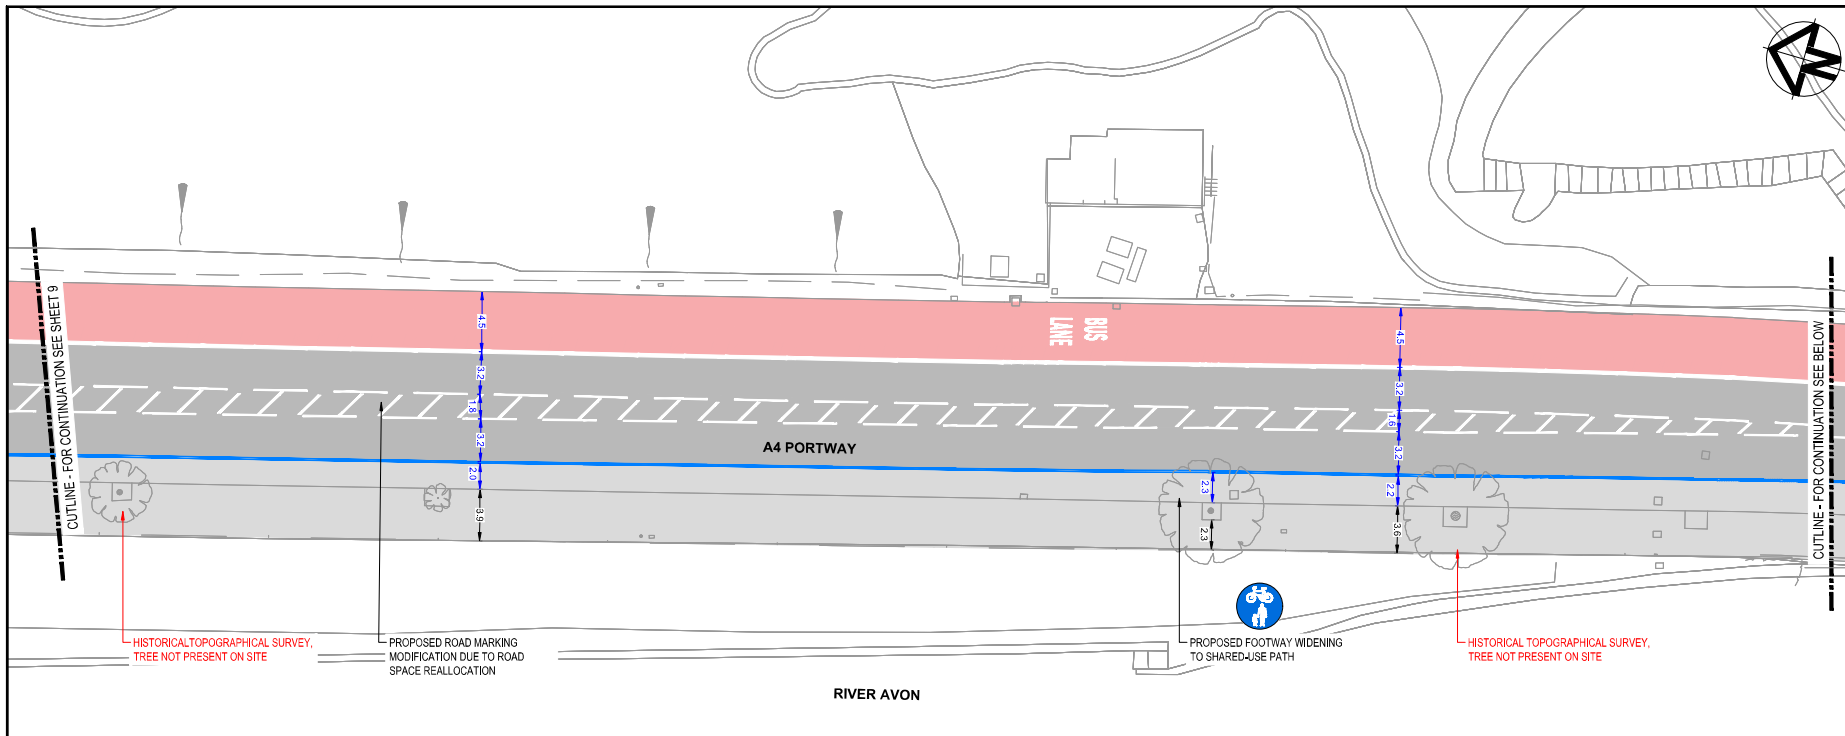 N
CUTLINE - FOR CONTINUATION SEE SHEET 9
4.5
3.2
1.8
3.2
2.0
3.9
BUS
LANE
A4 PORTWAY
2.3
2.3
4.5
3.2
1.6
3.2
2.2
3.6
CUTLINE - FOR CONTINUATION SEE BELOW
HISTORICAL TOPOGRAPHICAL SURVEY,
TREE NOT PRESENT ON SITE
PROPOSED ROAD MARKING
MODIFICATION DUE TO ROAD
SPACE REALLOCATION
PROPOSED FOOTWAY WIDENING
TO SHARED-USE PATH
HISTORICAL TOPOGRAPHICAL SURVEY,
TREE NOT PRESENT ON SITE
RIVER AVON